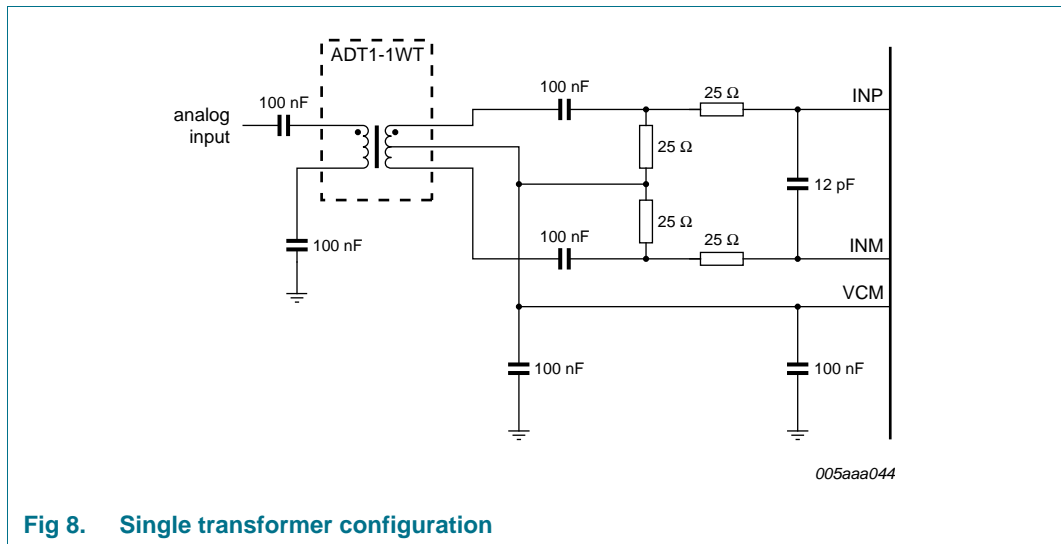 ADT1-1WT
100 nF
25 Ω
INP
100 nF
analog
input
25 Ω
12 pF
25 Ω
100 nF
25 Ω
100 nF
INM
VCM
100 nF
100 nF
005aaa044
Fig 8. Single transformer configuration